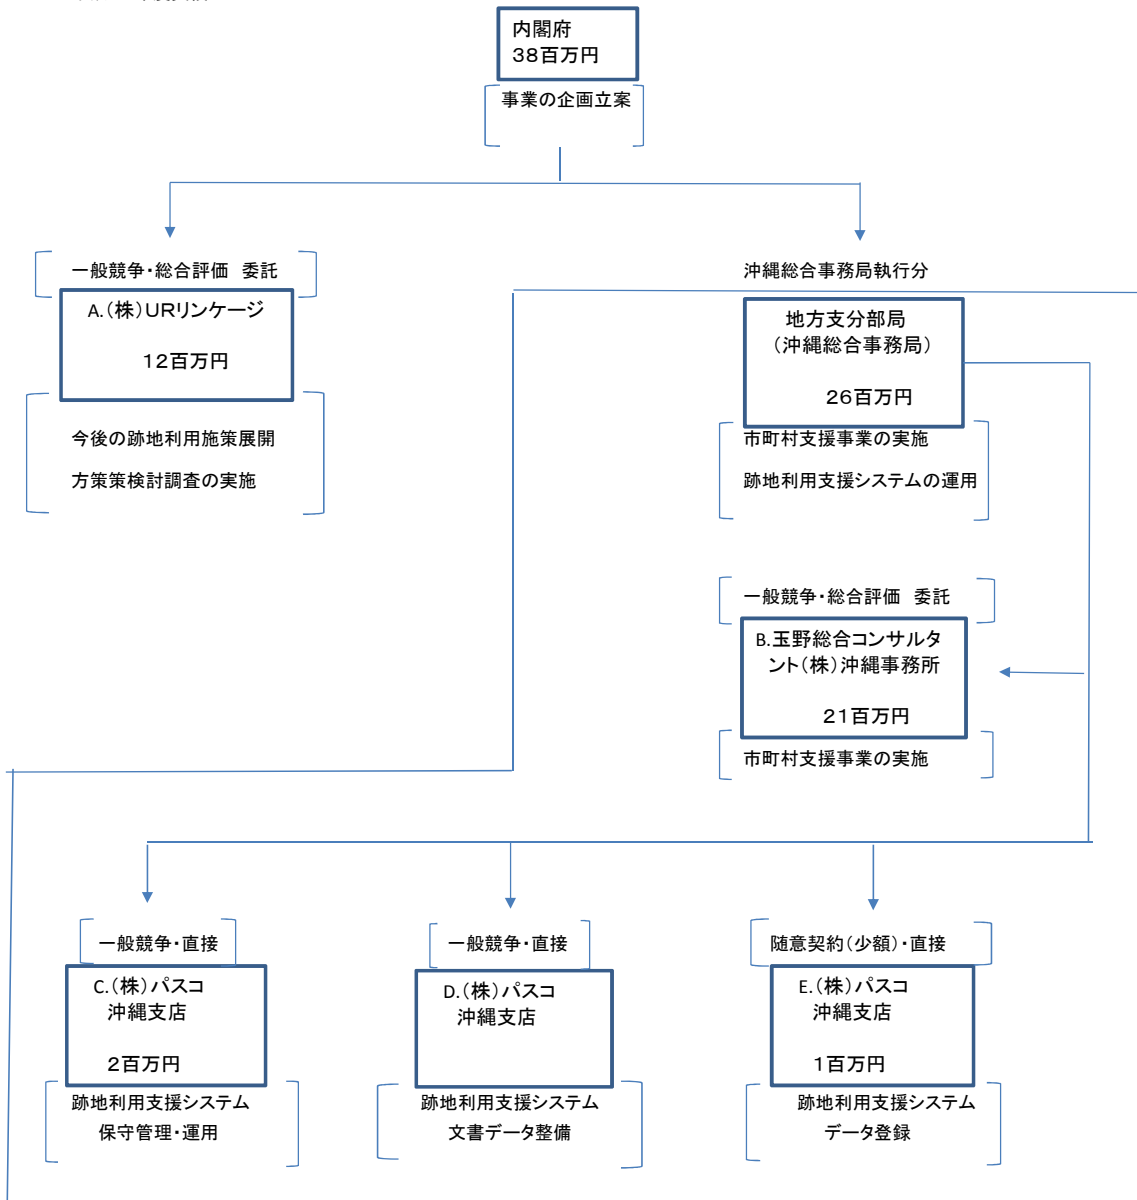 内閣府
38百万円
事業の企画立案
一般競争・総合評価 委託
A.(株)URリンケージ
12百万円
今後の跡地利用施策展開
方策策検討調査の実施
沖縄総合事務局執行分
地方支分部局
(沖縄総合事務局)
26百万円
市町村支援事業の実施
跡地利用支援システムの運用
一般競争・総合評価 委託
B.玉野総合コンサルタ
ント(株)沖縄事務所
21百万円
市町村支援事業の実施
一般競争・直接
C.(株)パスコ
沖縄支店
2百万円
跡地利用支援システム
保守管理・運用
一般競争・直接
D.(株)パスコ
沖縄支店
跡地利用支援システム
文書データ整備
随意契約(少額)・直接
E.(株)パスコ
沖縄支店
1百万円
跡地利用支援システム
データ登録